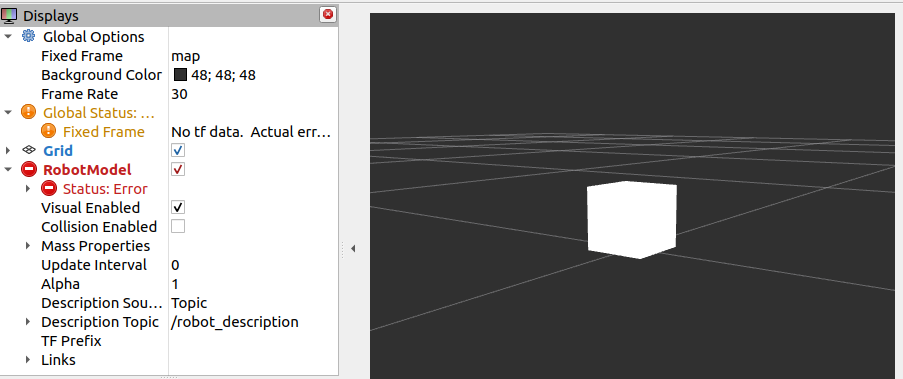 Displays
Global Options
Fixed Frame map
Background Color 48; 48; 48
Frame Rate 30
Global Status: ...
Fixed Frame No tf data. Actual err...
Grid
RobotModel
Status: Error
Visual Enabled
Collision Enabled
Mass Properties
Update Interval 0
Alpha 1
Description Sou... Topic
Description Topic /robot_description
TF Prefix
Links